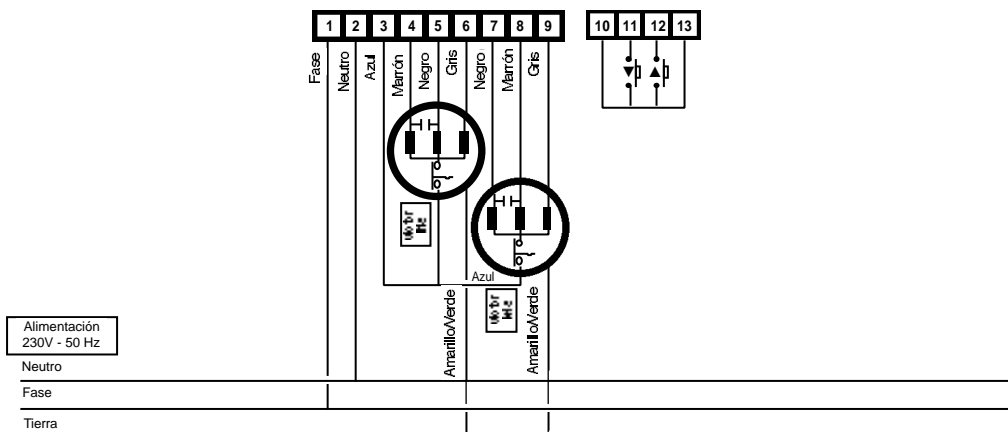 1 2 3 4 5 6 7 8 9
10 11 12 13
Fase
Neutro
Azul
Marrón
Negro
Gris
Negro
Marrón
Gris
Azul
Amarillo/Verde
Amarillo/Verde
Alimentación
230V - 50 Hz
Neutro
Fase
Tierra